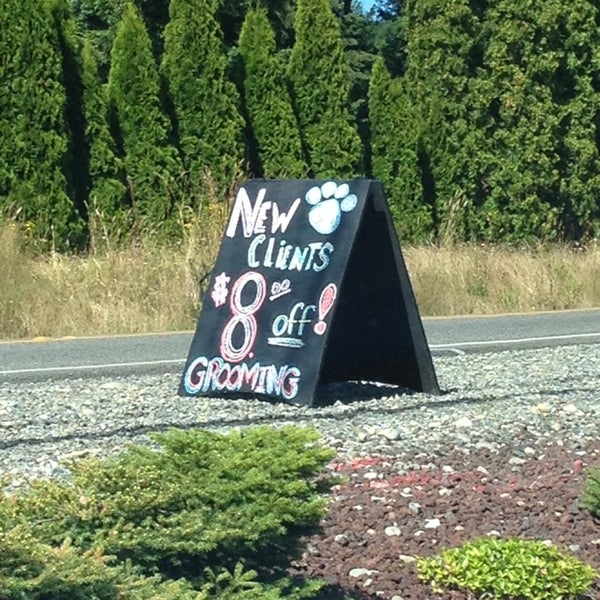 New
Clients
$8.00 off!
Grooming